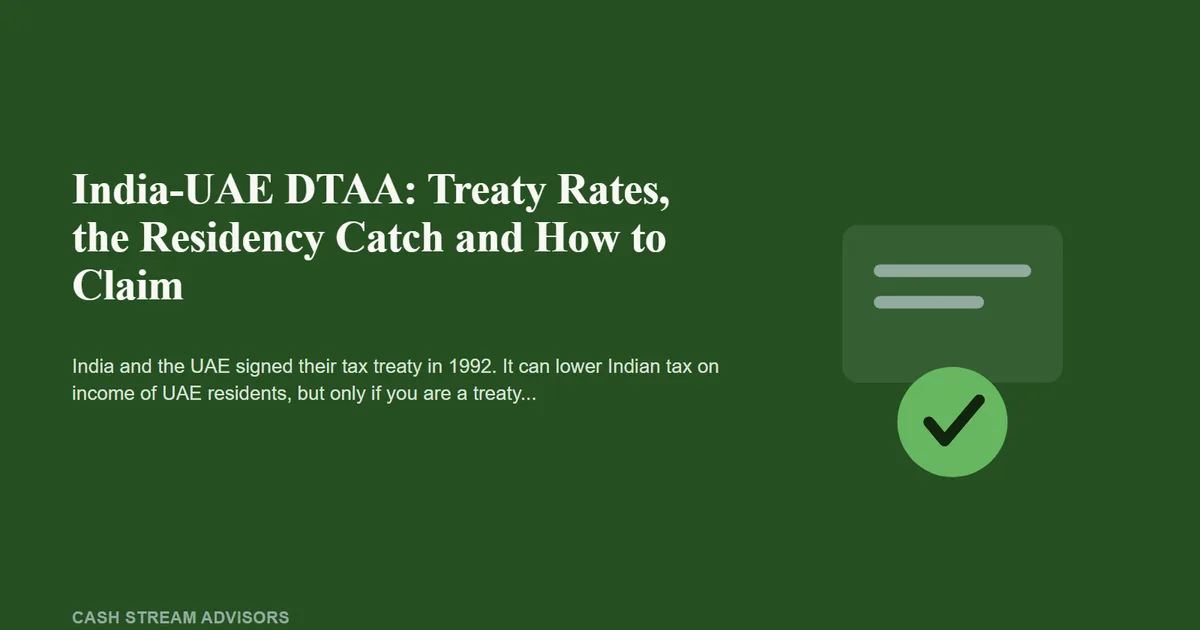 India-UAE DTAA: Treaty Rates,
the Residency Catch and How to
Claim
India and the UAE signed their tax treaty in 1992. It can lower Indian tax on
income of UAE residents, but only if you are a treaty...
CASH STREAM ADVISORS